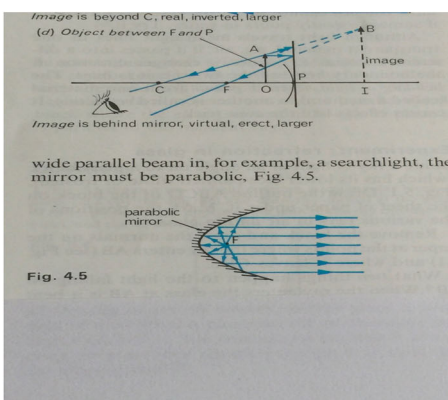 Image is beyond C, real, inverted, larger
(d) Object between F and P
A
B
image
C
F
O
P
I
Image is behind mirror, virtual, erect, larger
wide parallel beam in, for example, a searchlight, the
mirror must be parabolic, Fig. 4.5.
parabolic
mirror
F
Fig. 4.5